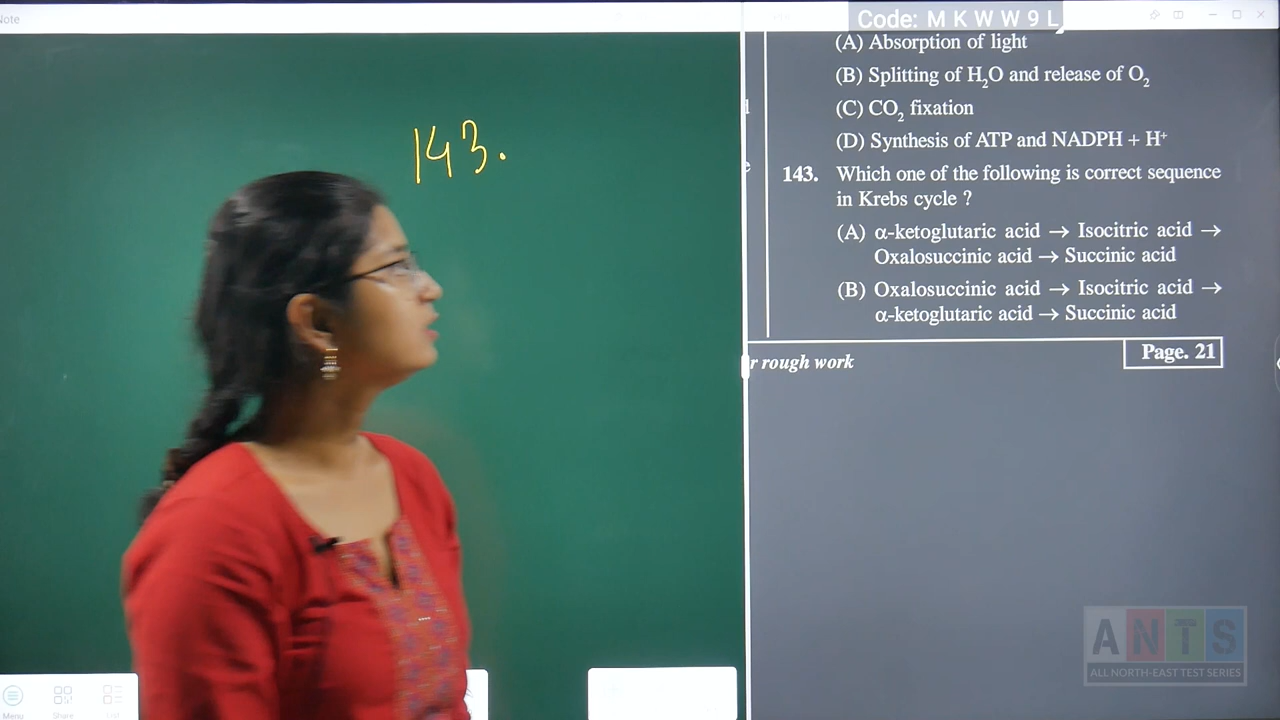 Note
Code: M K W W 9 L
(A) Absorption of light
(B) Splitting of H₂O and release of O₂
(C) CO₂ fixation
(D) Synthesis of ATP and NADPH + H⁺
143.
143. Which one of the following is correct sequence
in Krebs cycle ?
(A) α-ketoglutaric acid → Isocitric acid →
Oxalosuccinic acid → Succinic acid
(B) Oxalosuccinic acid → Isocitric acid →
α-ketoglutaric acid → Succinic acid
r rough work
Page. 21
ANTS
ALL NORTH-EAST TEST SERIES
Menu
Share
List